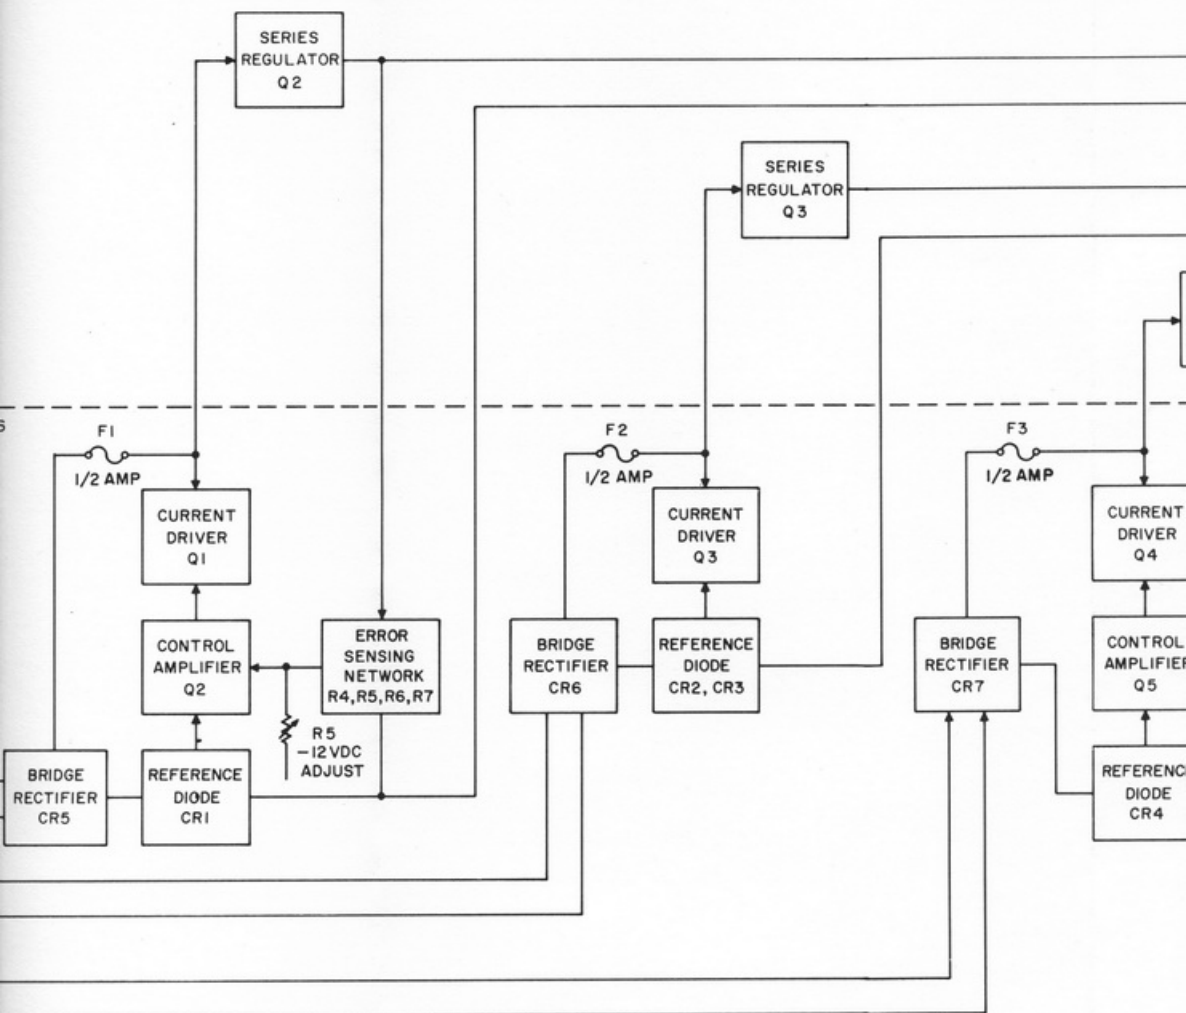 SERIES
REGULATOR
Q2
SERIES
REGULATOR
Q3
6
F1
1/2 AMP
F2
1/2 AMP
F3
1/2 AMP
CURRENT
DRIVER
Q1
CURRENT
DRIVER
Q3
CURRENT
DRIVER
Q4
CONTROL
AMPLIFIER
Q2
ERROR
SENSING
NETWORK
R4,R5,R6,R7
BRIDGE
RECTIFIER
CR6
REFERENCE
DIODE
CR2, CR3
BRIDGE
RECTIFIER
CR7
CONTROL
AMPLIFIER
Q5
R5
-12VDC
ADJUST
BRIDGE
RECTIFIER
CR5
REFERENCE
DIODE
CR1
REFERENC
DIODE
CR4